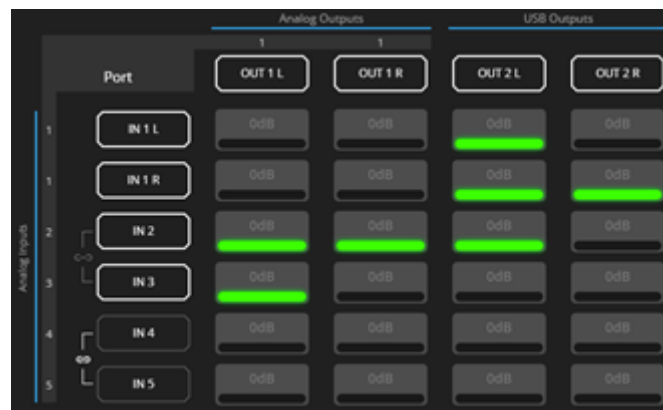 Analog Outputs USB Outputs
1 1
Port OUT 1 L OUT 1 R OUT 2 L OUT 2 R
Analog Inputs
1 IN 1 L 0dB 0dB 0dB 0dB
1 IN 1 R 0dB 0dB 0dB 0dB
2 IN 2 0dB 0dB 0dB 0dB
3 IN 3 0dB 0dB 0dB 0dB
4 IN 4 0dB 0dB 0dB 0dB
5 IN 5 0dB 0dB 0dB 0dB